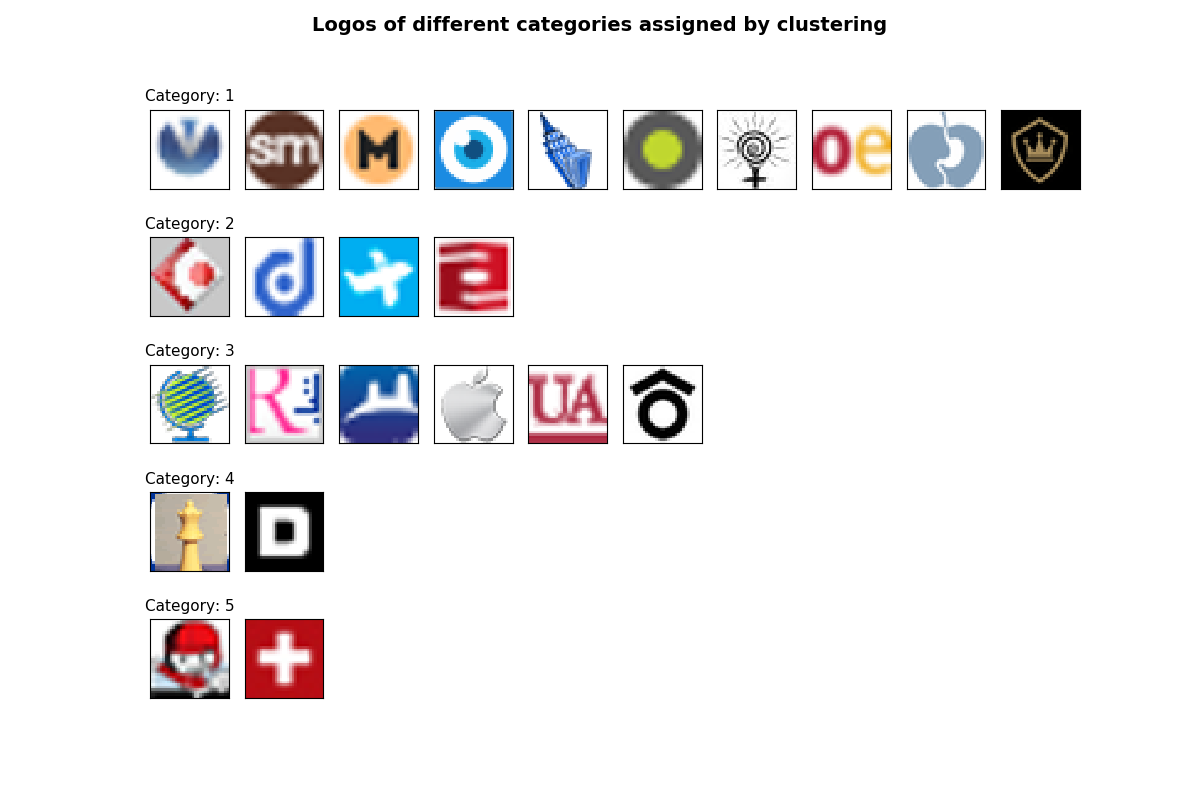 Logos of different categories assigned by clustering
Category: 1
sm M oe
Category: 2
d
Category: 3
R UA
Category: 4
D
Category: 5